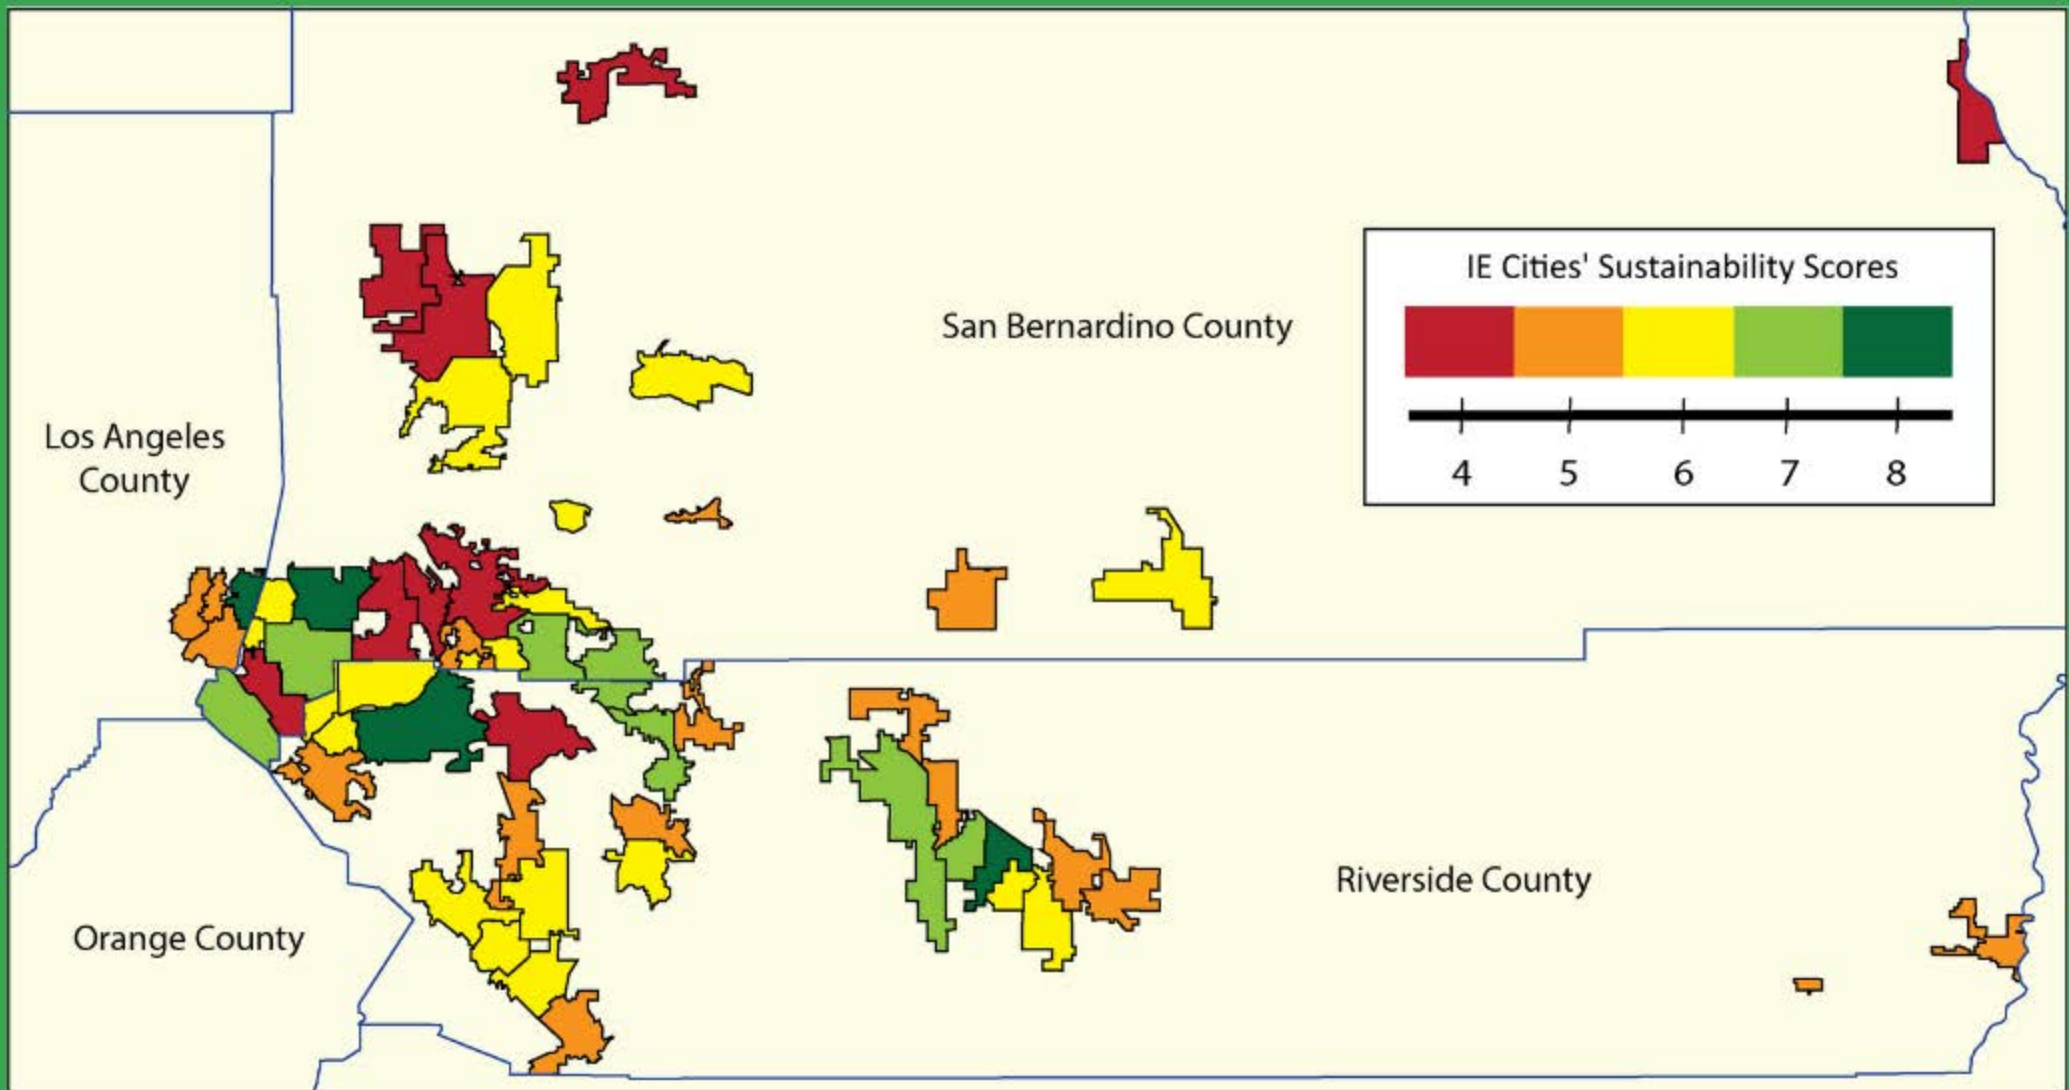 IE Cities' Sustainability Scores
San Bernardino County
4 5 6 7 8
Los Angeles
County
Riverside County
Orange County